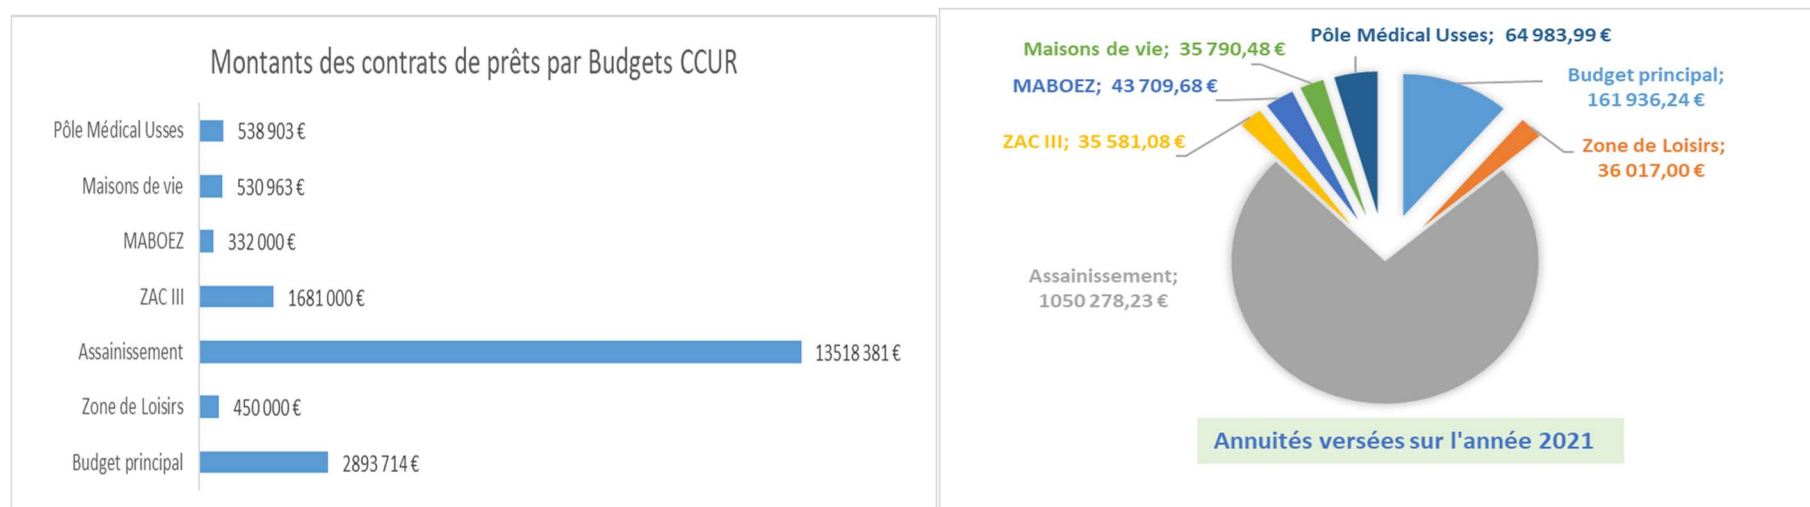 Montants des contrats de prêts par Budgets CCUR
Pôle Médical Usses 538 903 €
Maisons de vie 530 963 €
MABOEZ 332 000 €
ZAC III 1681 000 €
Assainissement 13518 381 €
Zone de Loisirs 450 000 €
Budget principal 2893 714 €
Pôle Médical Usses; 64 983,99 €
Maisons de vie; 35 790,48 €
MABOEZ; 43 709,68 €
ZAC III; 35 581,08 €
Budget principal;
161 936,24 €
Zone de Loisirs;
36 017,00 €
Assainissement;
1050 278,23 €
Annuités versées sur l'année 2021